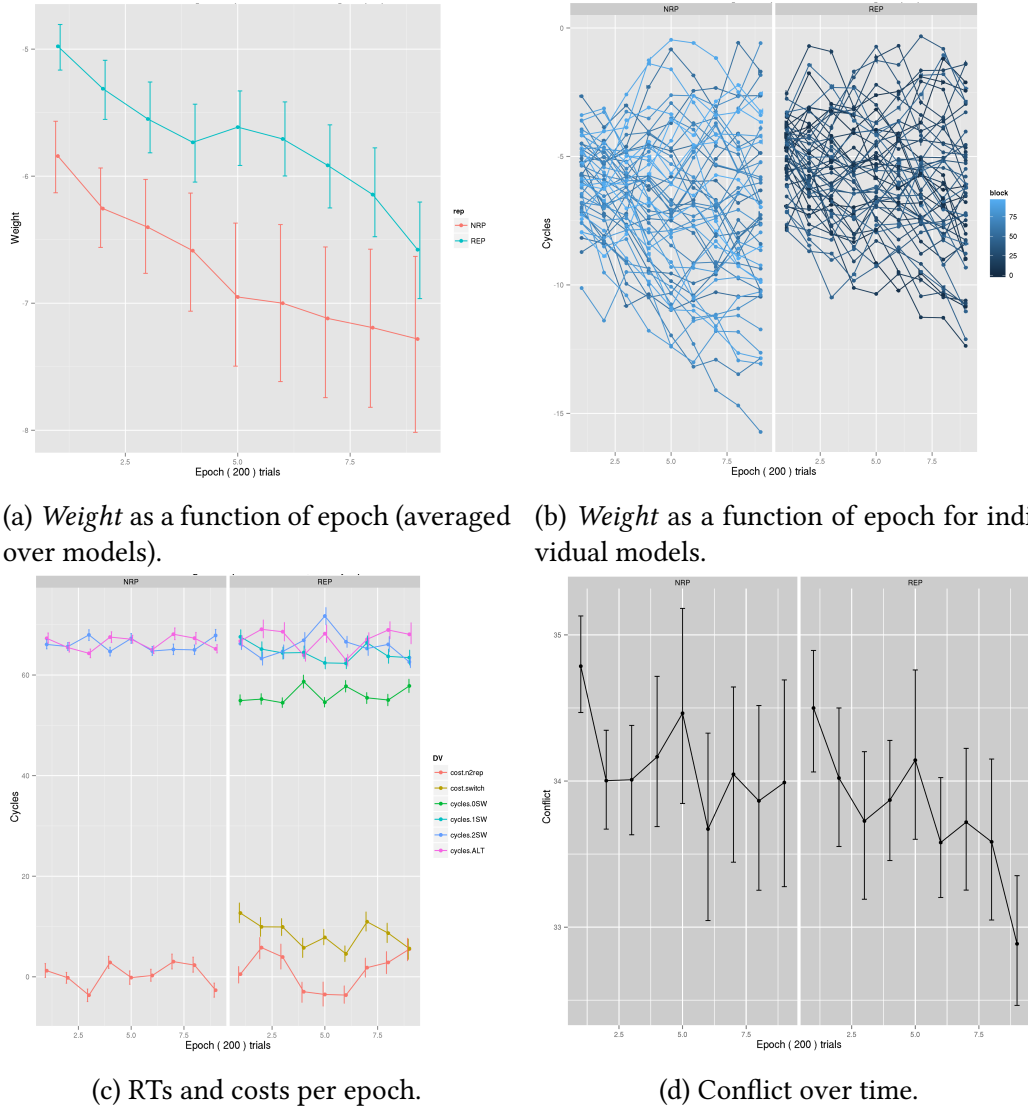 -5
-6
-7
-8
Weight
2.5
5.0
7.5
Epoch ( 200 ) trials
rep
NRP
REP
NRP
REP
0
-5
-10
-15
Cycles
2.5
5.0
7.5
2.5
5.0
7.5
Epoch ( 200 ) trials
block
75
50
25
0
(a) Weight as a function of epoch (averaged
over models).
(b) Weight as a function of epoch for indi
vidual models.
NRP
REP
60
40
20
0
Cycles
2.5
5.0
7.5
2.5
5.0
7.5
Epoch ( 200 ) trials
DV
cost.n2rep
cost.switch
cycles.0SW
cycles.1SW
cycles.2SW
cycles.ALT
NRP
REP
35
34
33
Conflict
2.5
5.0
7.5
2.5
5.0
7.5
Epoch ( 200 ) trials
(c) RTs and costs per epoch.
(d) Conflict over time.